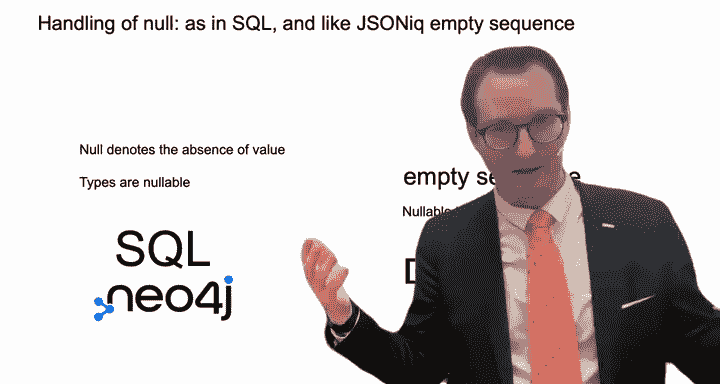 Handling of null: as in SQL, and like JSONiq empty sequence
Null denotes the absence of value
Types are nullable
empty
SQL
neo4j